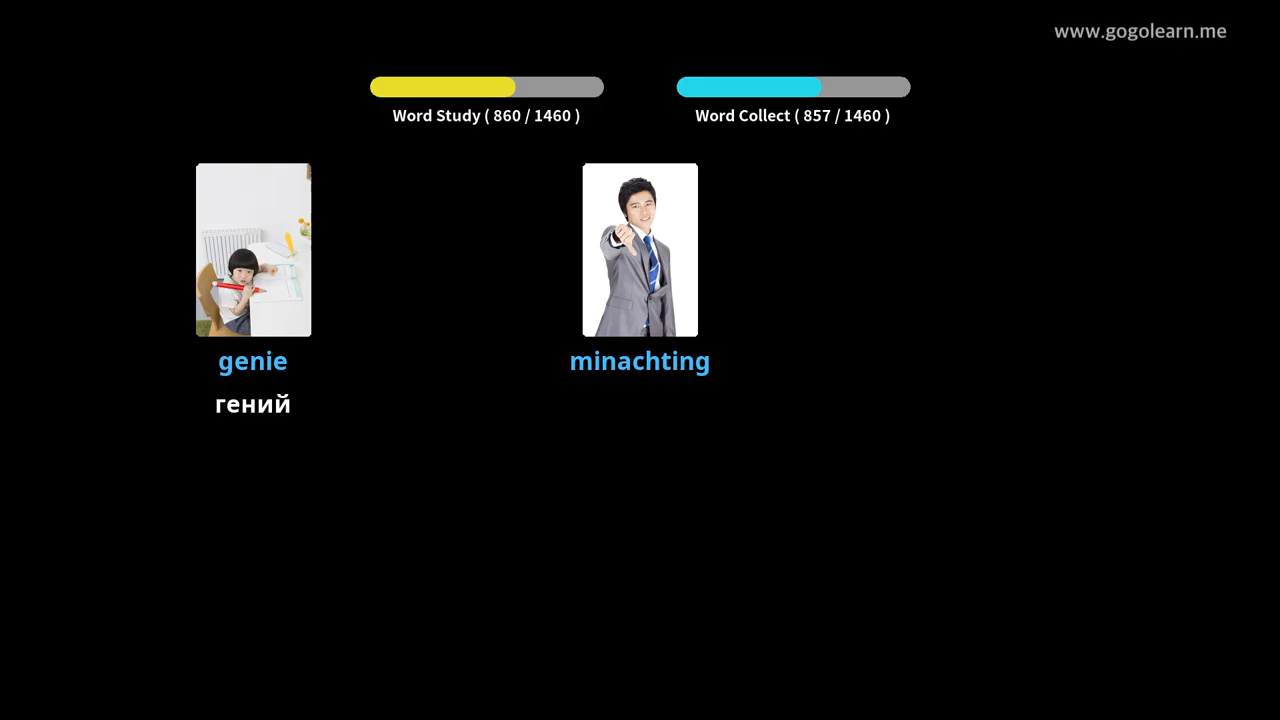 www.gogolearn.me
Word Study ( 860 / 1460 )
Word Collect ( 857 / 1460 )
genie
minachting
гений